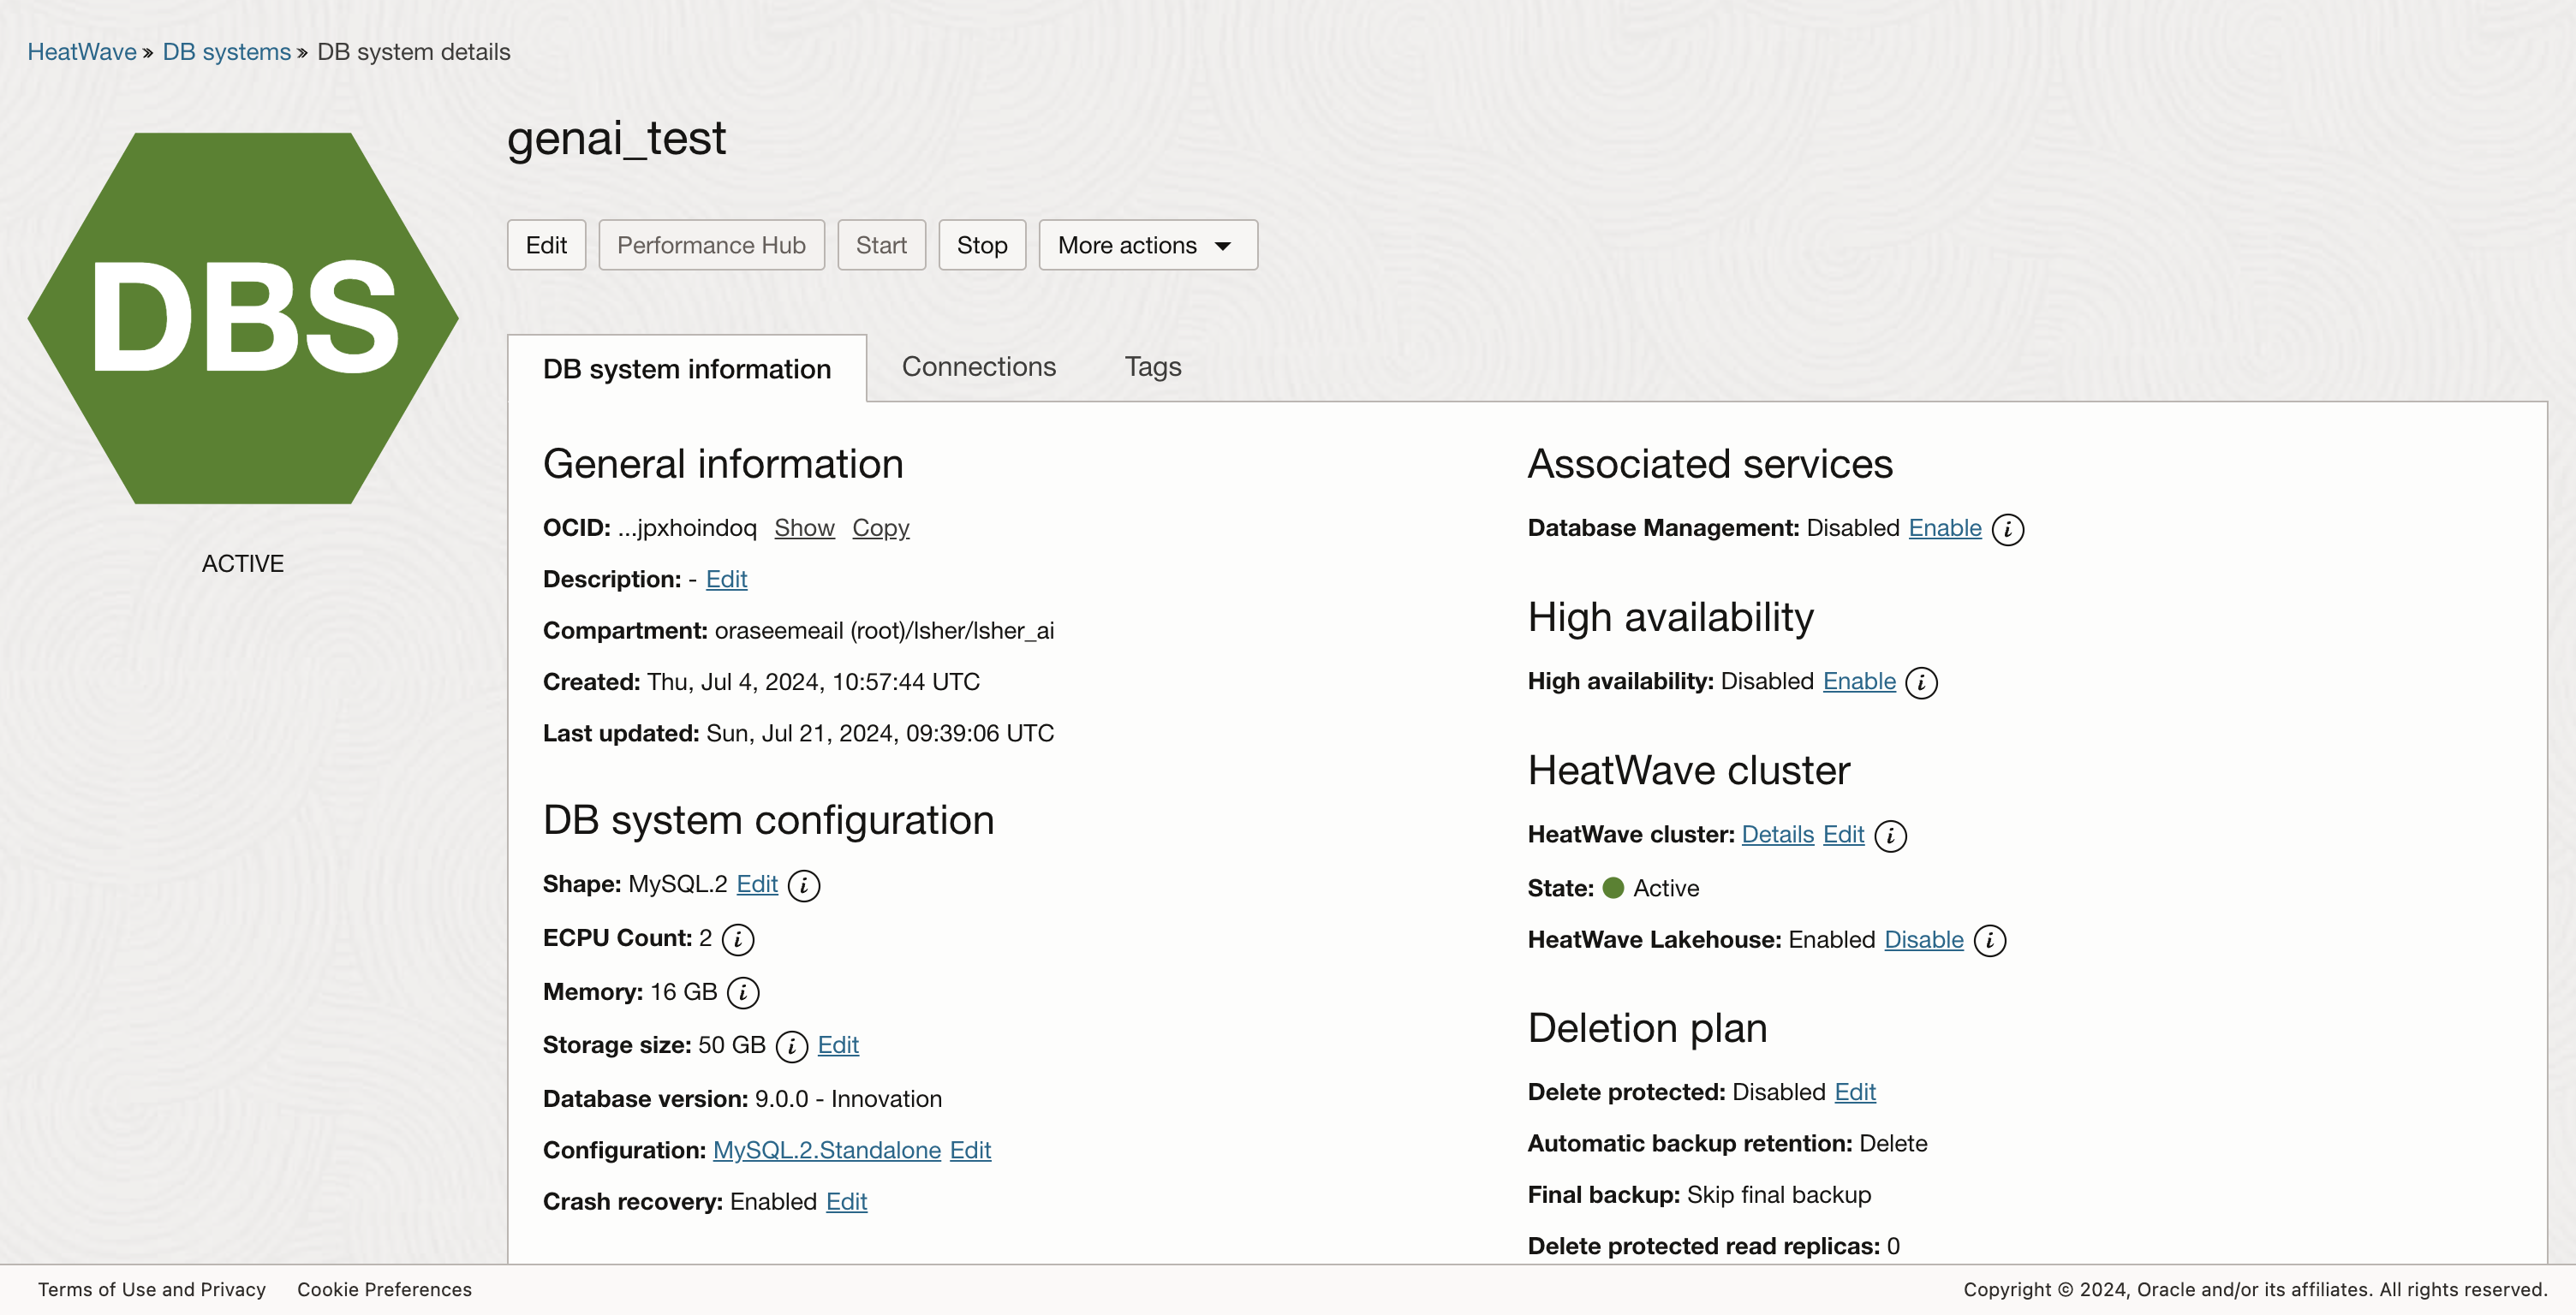 HeatWave » DB systems » DB system details
genai_test
Edit Performance Hub Start Stop More actions
DBS
ACTIVE
DB system information Connections Tags
General information
OCID: ...jpxhoindoq Show Copy
Description: - Edit
Compartment: oraseemeail (root)/lsher/lsher_ai
Created: Thu, Jul 4, 2024, 10:57:44 UTC
Last updated: Sun, Jul 21, 2024, 09:39:06 UTC
DB system configuration
Shape: MySQL.2 Edit i
ECPU Count: 2 i
Memory: 16 GB i
Storage size: 50 GB i Edit
Database version: 9.0.0 - Innovation
Configuration: MySQL.2.Standalone Edit
Crash recovery: Enabled Edit
Associated services
Database Management: Disabled Enable i
High availability
High availability: Disabled Enable i
HeatWave cluster
HeatWave cluster: Details Edit i
State: Active
HeatWave Lakehouse: Enabled Disable i
Deletion plan
Delete protected: Disabled Edit
Automatic backup retention: Delete
Final backup: Skip final backup
Delete protected read replicas: 0
Terms of Use and Privacy Cookie Preferences
Copyright © 2024, Oracle and/or its affiliates. All rights reserved.